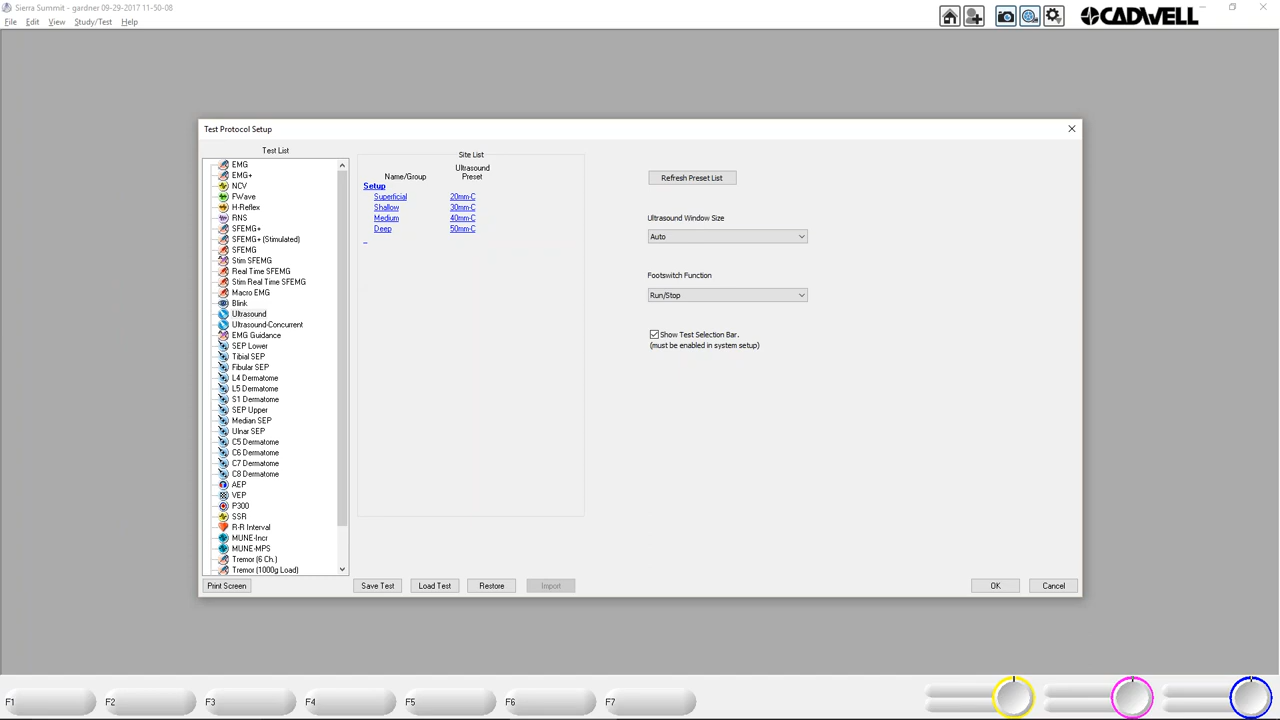 Sierra Summit - gardner 09-29-2017 11-50-08
File Edit View Study/Test Help
CADWELL
Test Protocol Setup
Test List
EMG
EMG+
NCV
FWave
H-Reflex
RNS
SFEMG+
SFEMG+ (Stimulated)
SFEMG
Stim SFEMG
Real Time SFEMG
Stim Real Time SFEMG
Macro EMG
Blink
Ultrasound
Ultrasound-Concurrent
EMG Guidance
SEP Lower
Tibial SEP
Fibular SEP
L4 Dermatome
L5 Dermatome
S1 Dermatome
SEP Upper
Median SEP
Ulnar SEP
C5 Dermatome
C6 Dermatome
C7 Dermatome
C8 Dermatome
AEP
VEP
P300
SSR
R-R Interval
MUNE-Incr
MUNE-MPS
Tremor (6 Ch.)
Tremor (1000g Load)
Site List
Name/Group
Ultrasound
Preset
Setup
Superficial 20mm-C
Shallow 30mm-C
Medium 40mm-C
Deep 50mm-C
Refresh Preset List
Ultrasound Window Size
Auto
Footswitch Function
Run/Stop
Show Test Selection Bar.
(must be enabled in system setup)
Print Screen Save Test Load Test Restore Import OK Cancel
F1 F2 F3 F4 F5 F6 F7